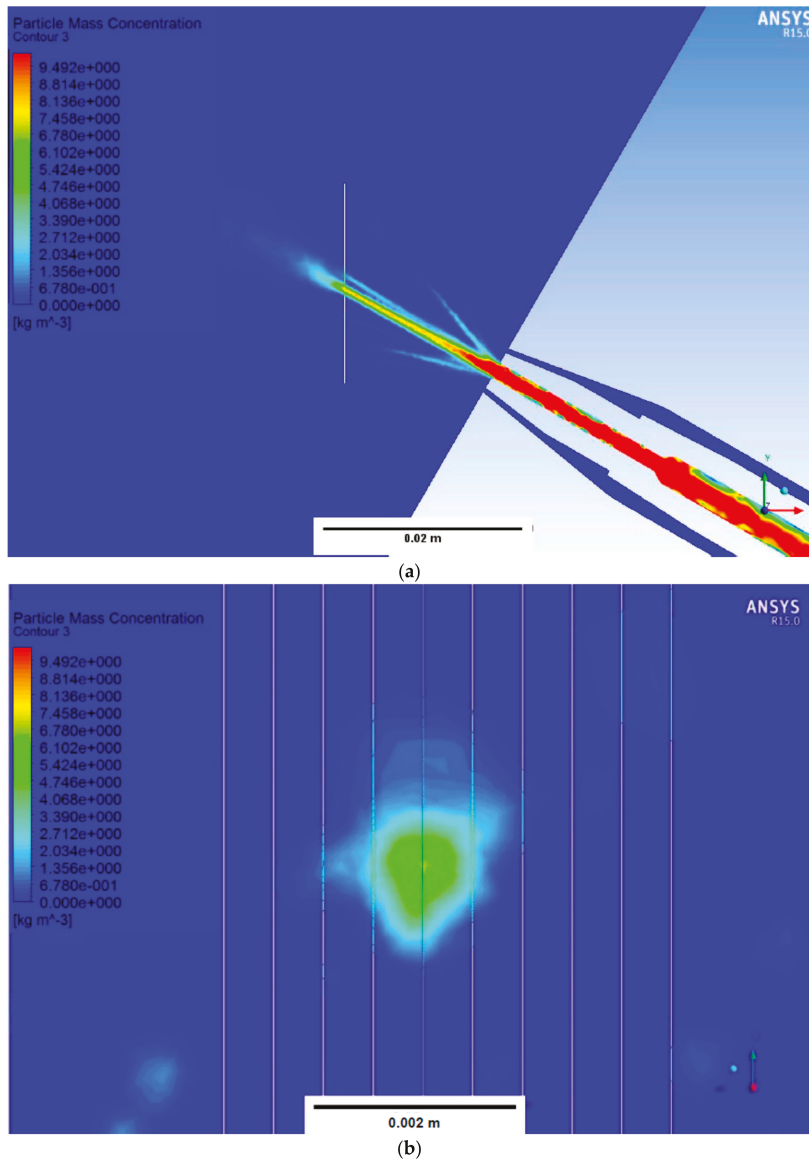 Particle Mass Concentration
Contour 3
9.492e+000
8.814e+000
8.136e+000
7.458e+000
6.780e+000
6.102e+000
5.424e+000
4.746e+000
4.068e+000
3.390e+000
2.712e+000
2.034e+000
1.356e+000
6.780e-001
0.000e+000
[kg m^-3]
ANSYS
R15.0
Y
0.02 m
(a)
Particle Mass Concentration
Contour 3
9.492e+000
8.814e+000
8.136e+000
7.458e+000
6.780e+000
6.102e+000
5.424e+000
4.746e+000
4.068e+000
3.390e+000
2.712e+000
2.034e+000
1.356e+000
6.780e-001
0.000e+000
[kg m^-3]
ANSYS
R15.0
0.002 m
(b)